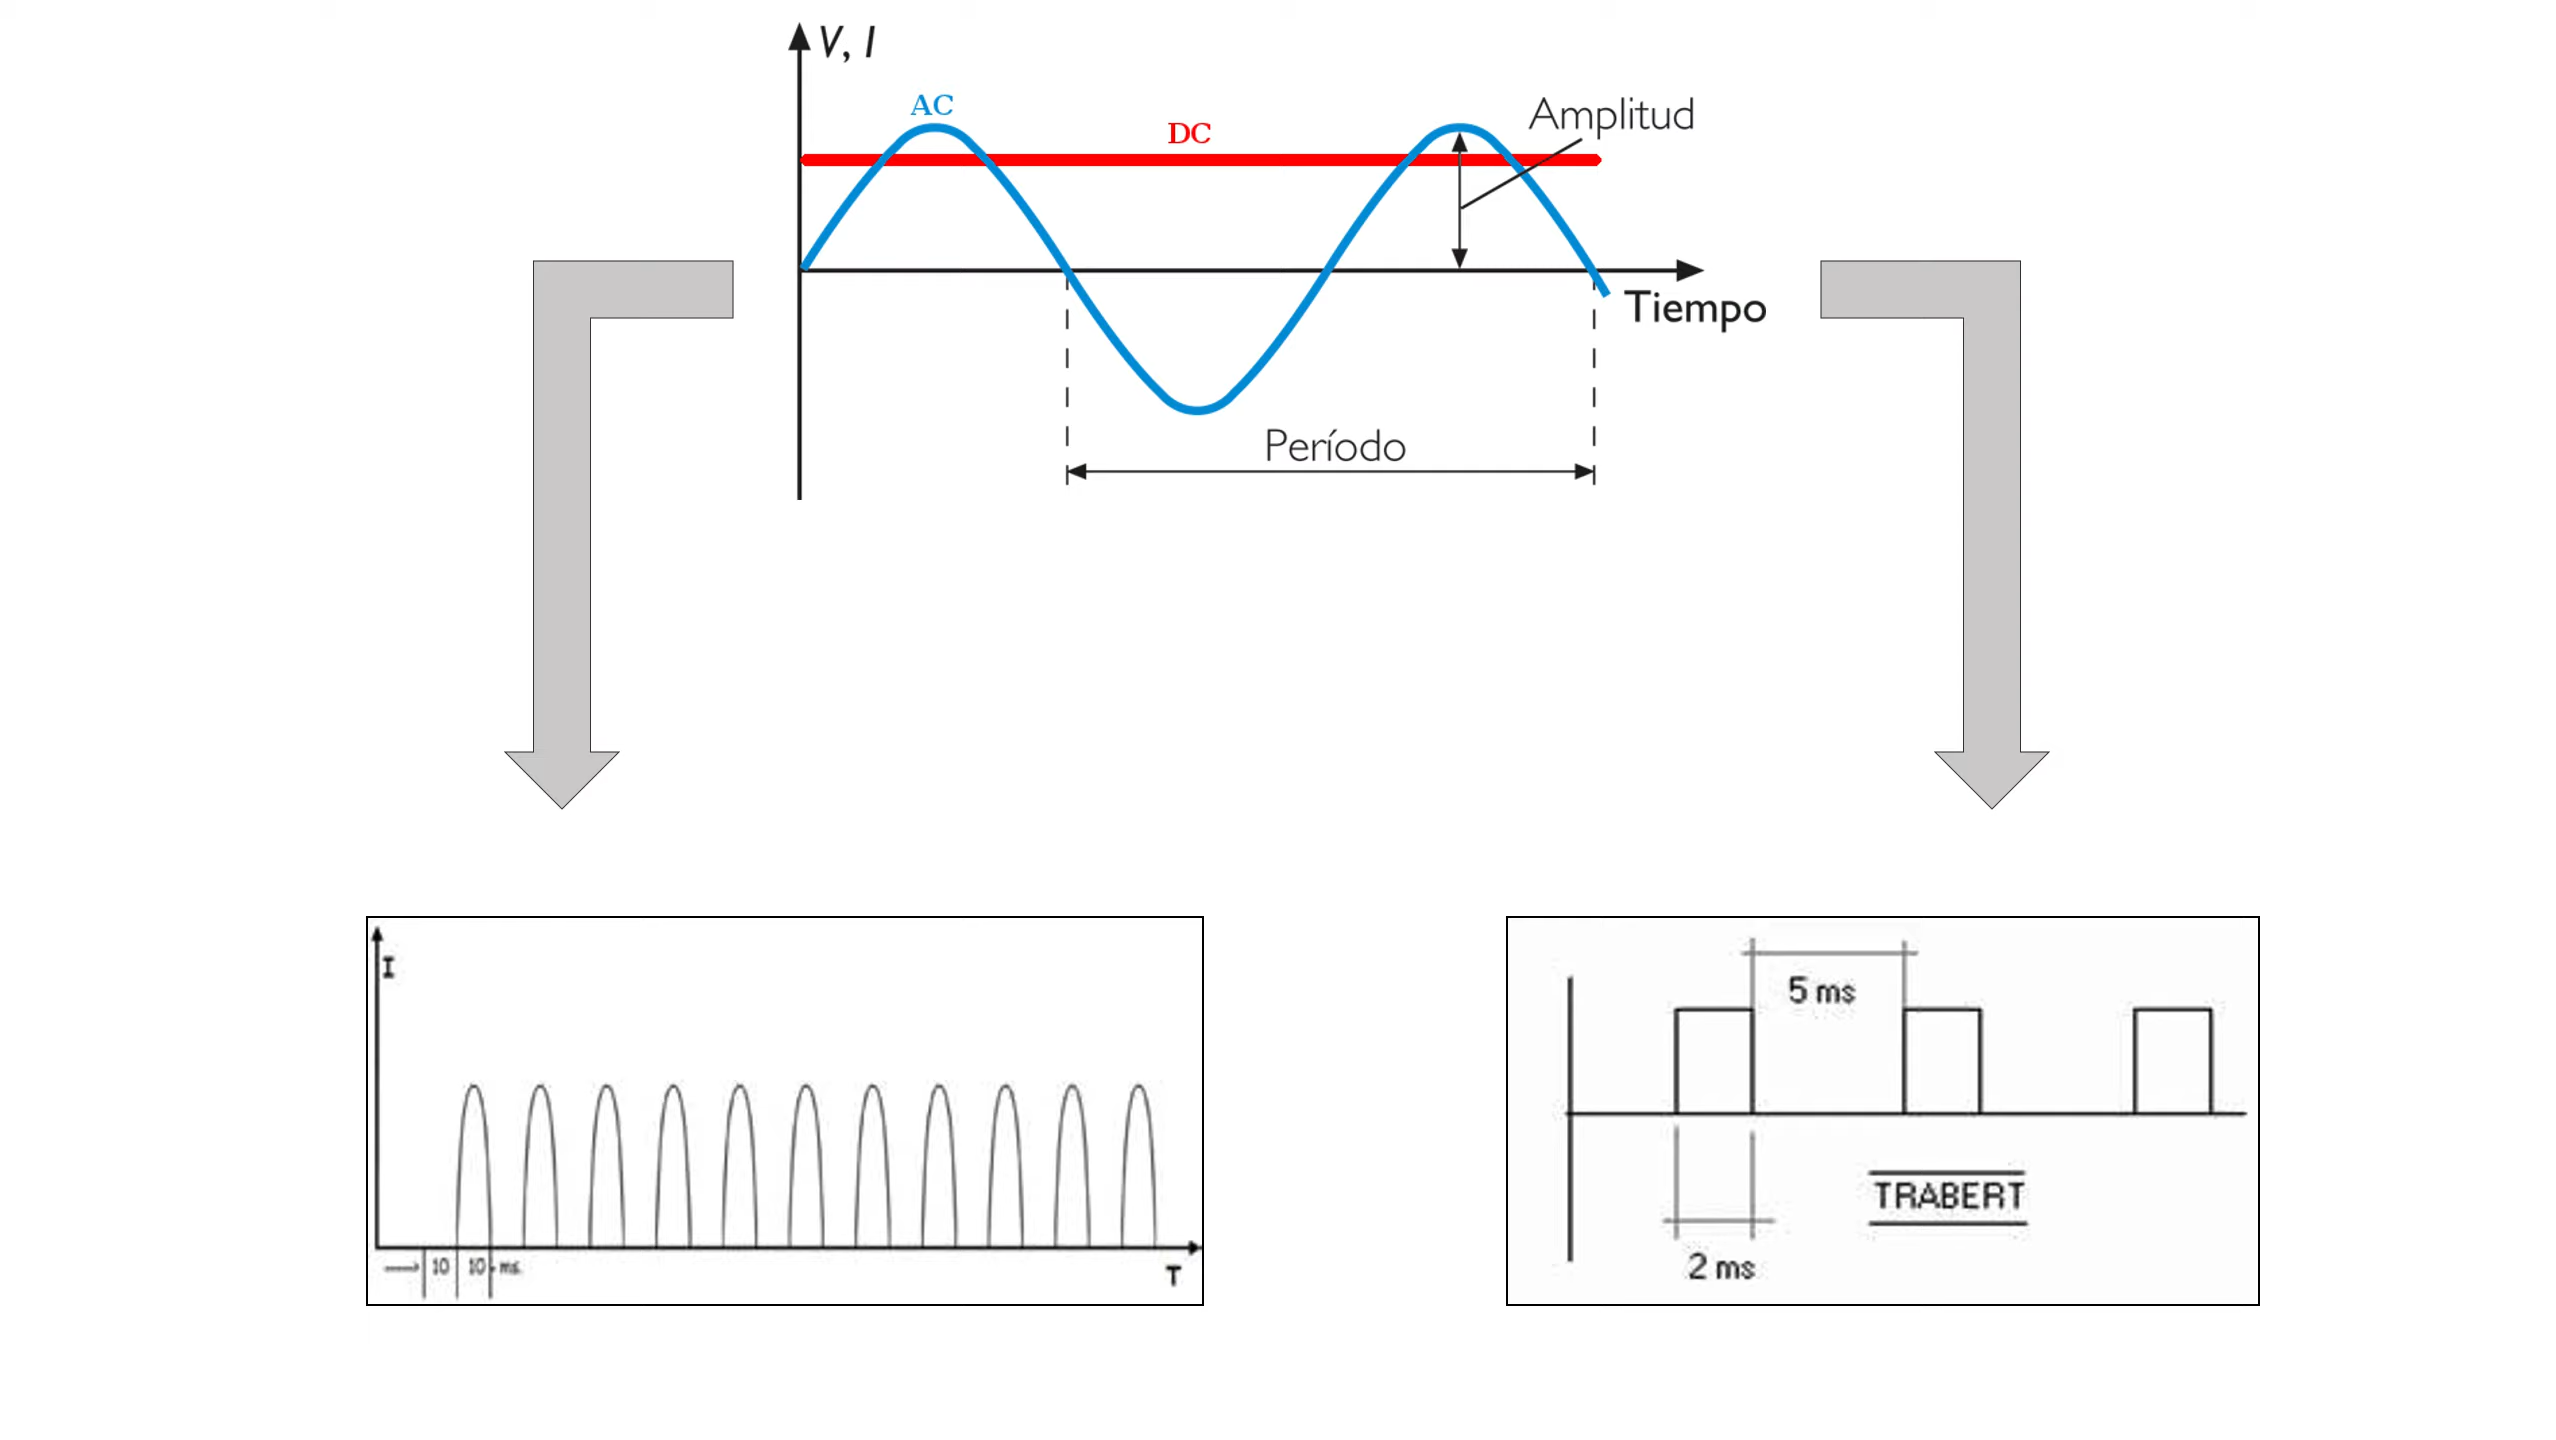 V, I
AC
DC
Amplitud
Tiempo
Período
I
10 10 ms.
T
5 ms
TRABERT
2 ms